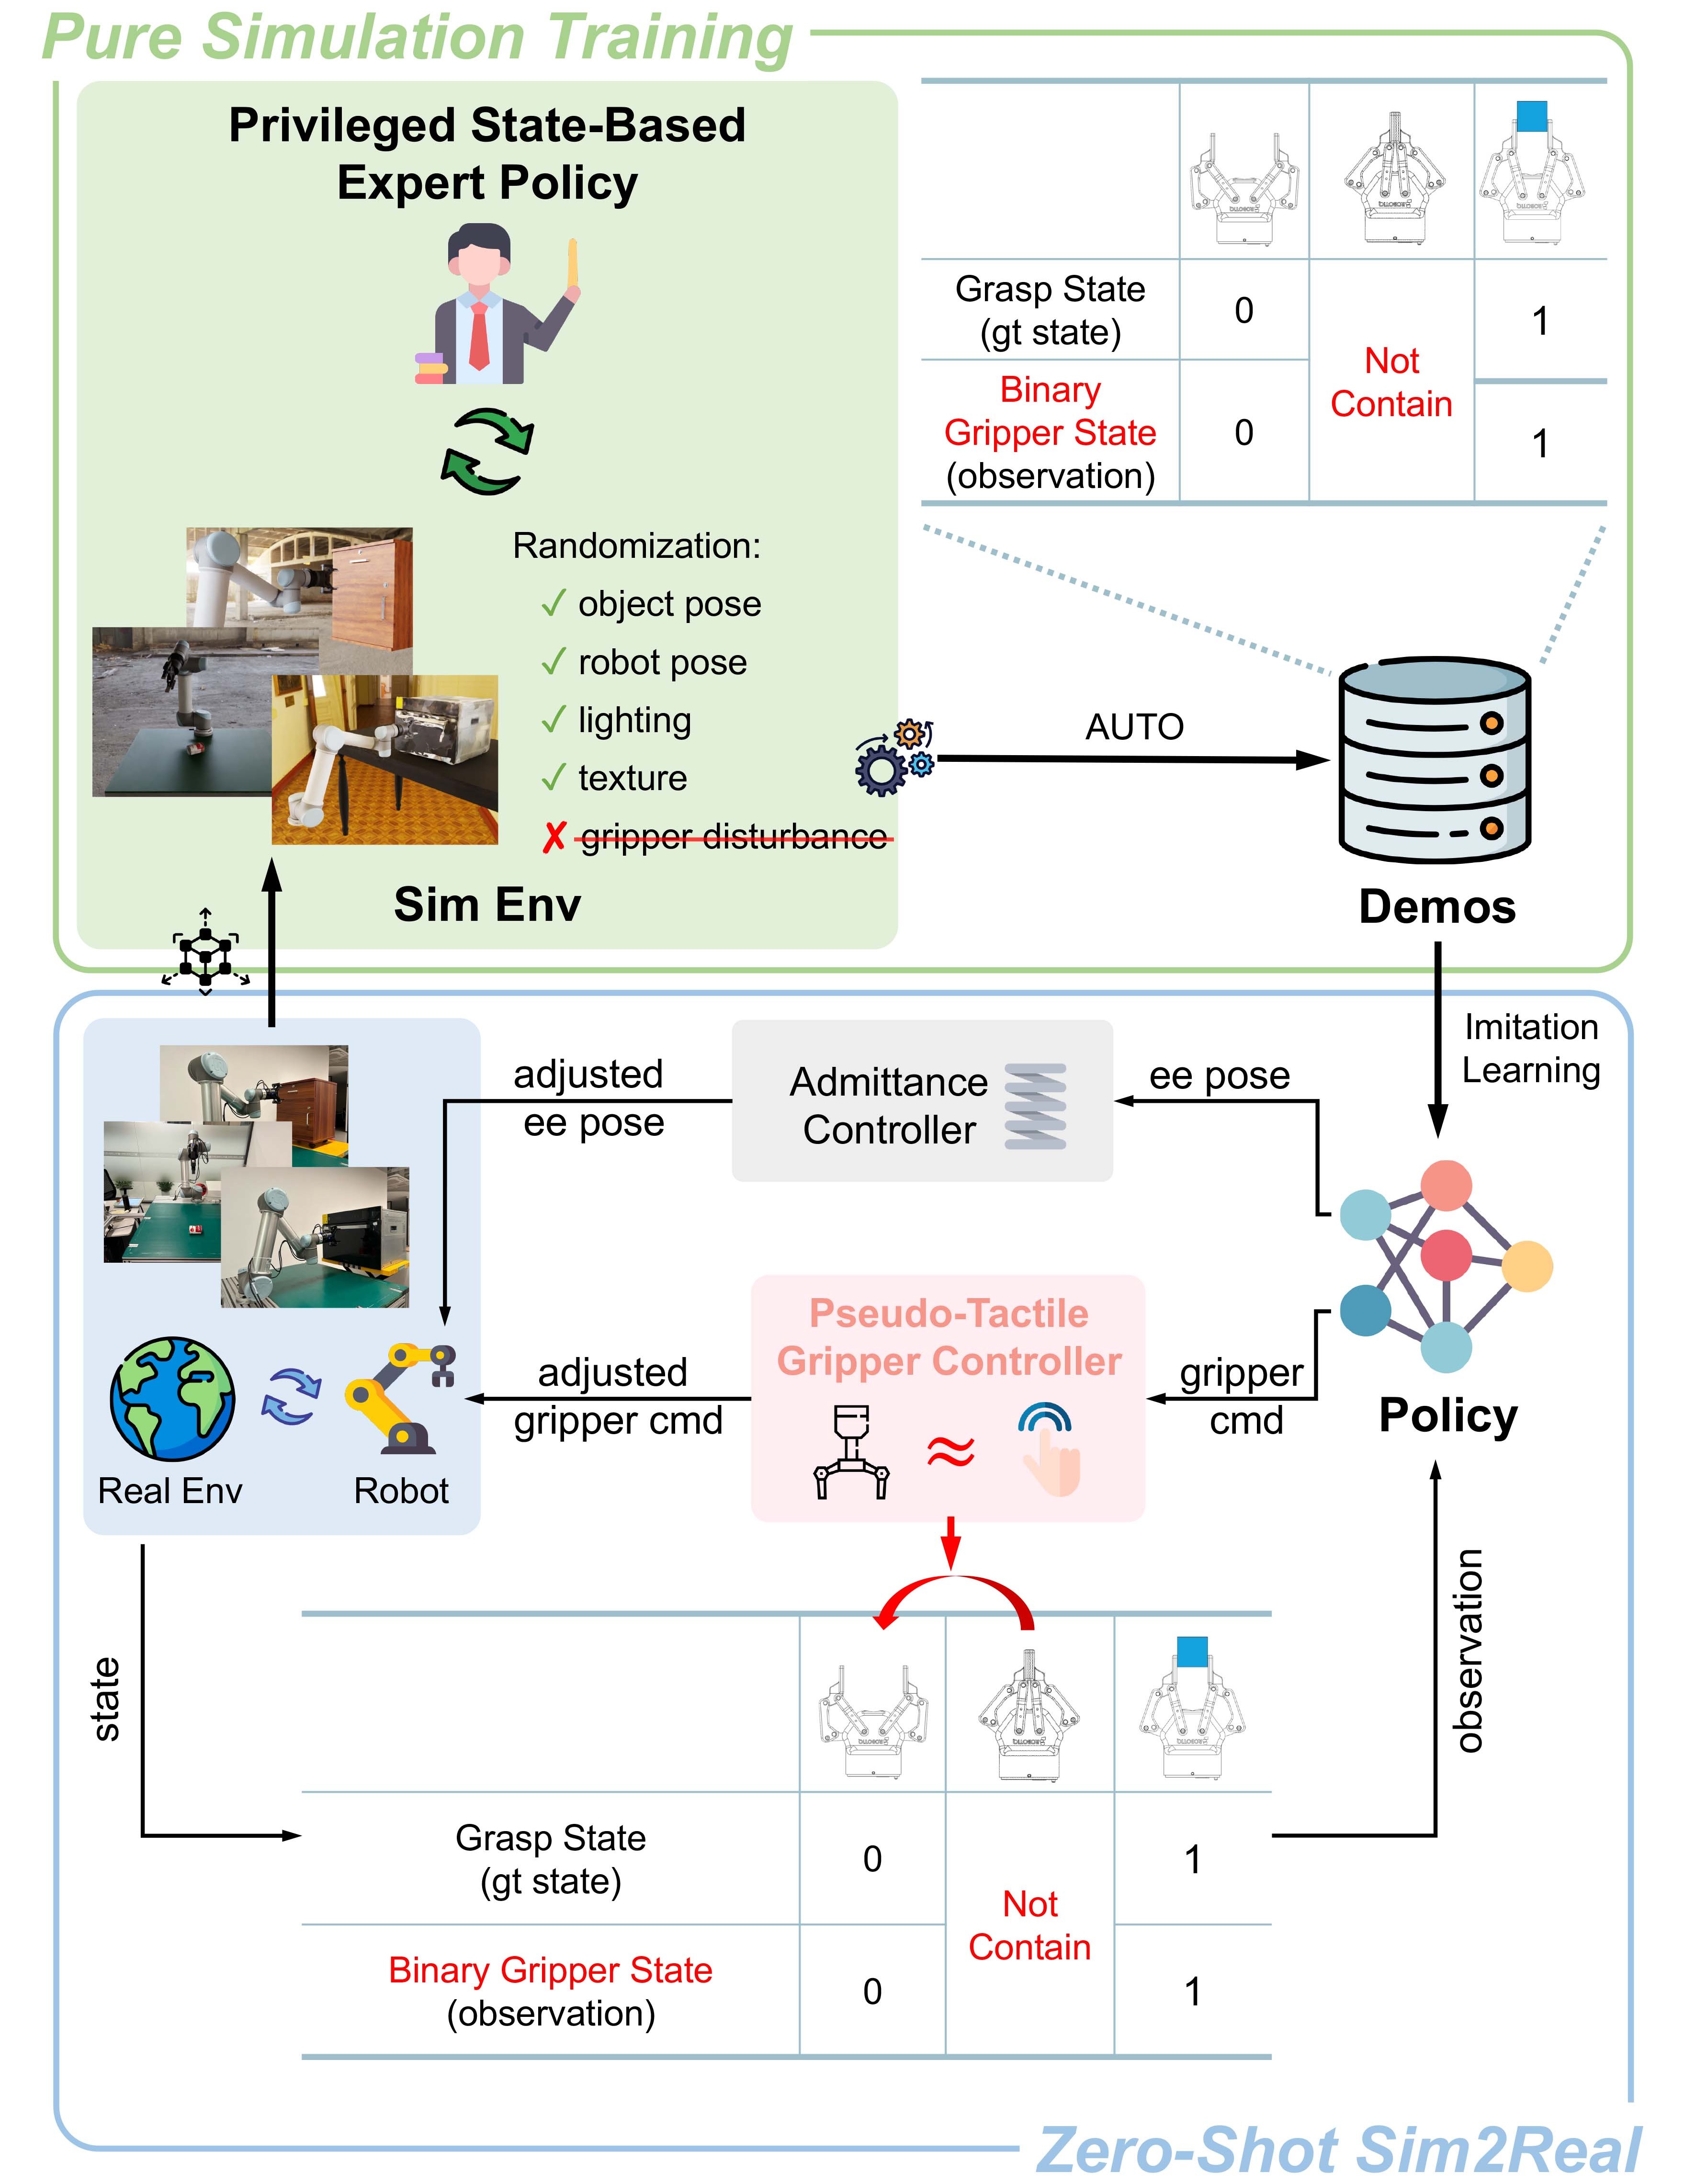 Pure Simulation Training
Privileged State-Based
Expert Policy
Randomization:
✓ object pose
✓ robot pose
✓ lighting
✓ texture
✗ gripper disturbance
Sim Env
Grasp State
(gt state)
0
1
Binary
Gripper State
(observation)
0
Not
Contain
1
AUTO
Demos
Imitation
Learning
adjusted
ee pose
Admittance
Controller
ee pose
Pseudo-Tactile
Gripper Controller
≈
adjusted
gripper cmd
gripper
cmd
Policy
Real Env
Robot
state
observation
Grasp State
(gt state)
0
1
Not
Contain
Binary Gripper State
(observation)
0
1
Zero-Shot Sim2Real